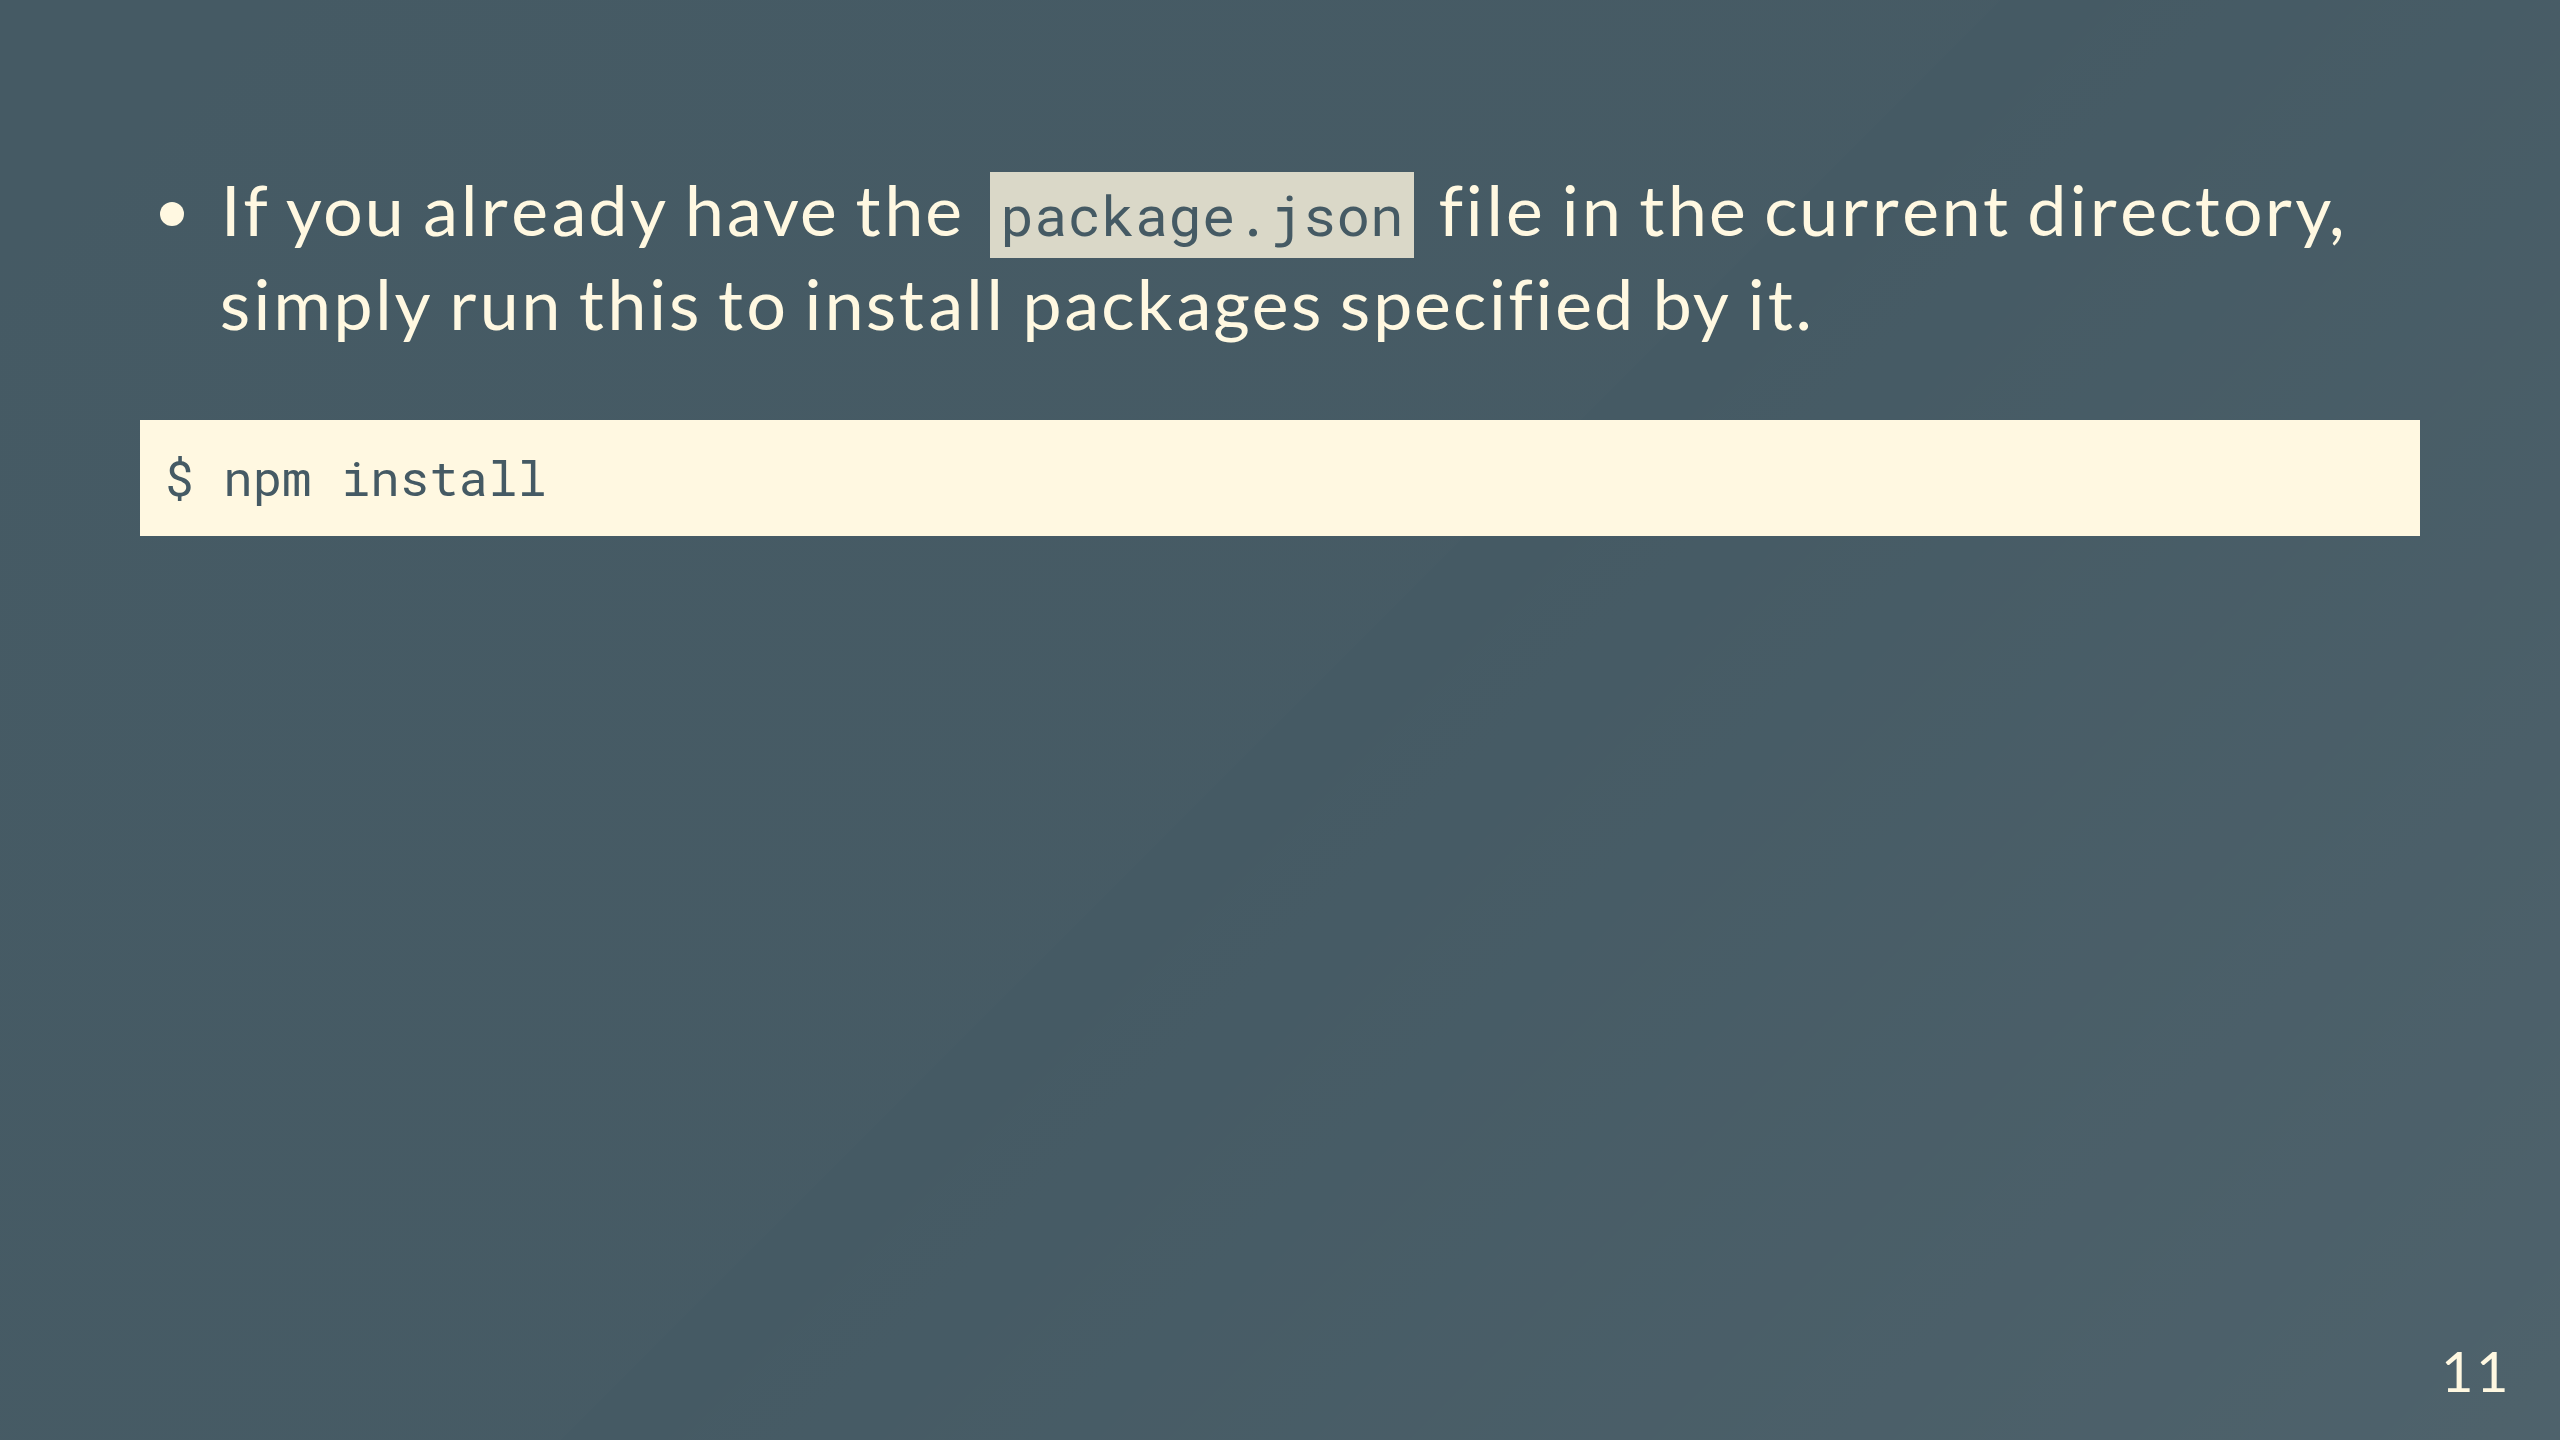 • If you already have the package.json file in the current directory,
simply run this to install packages specified by it.
$ npm install
11